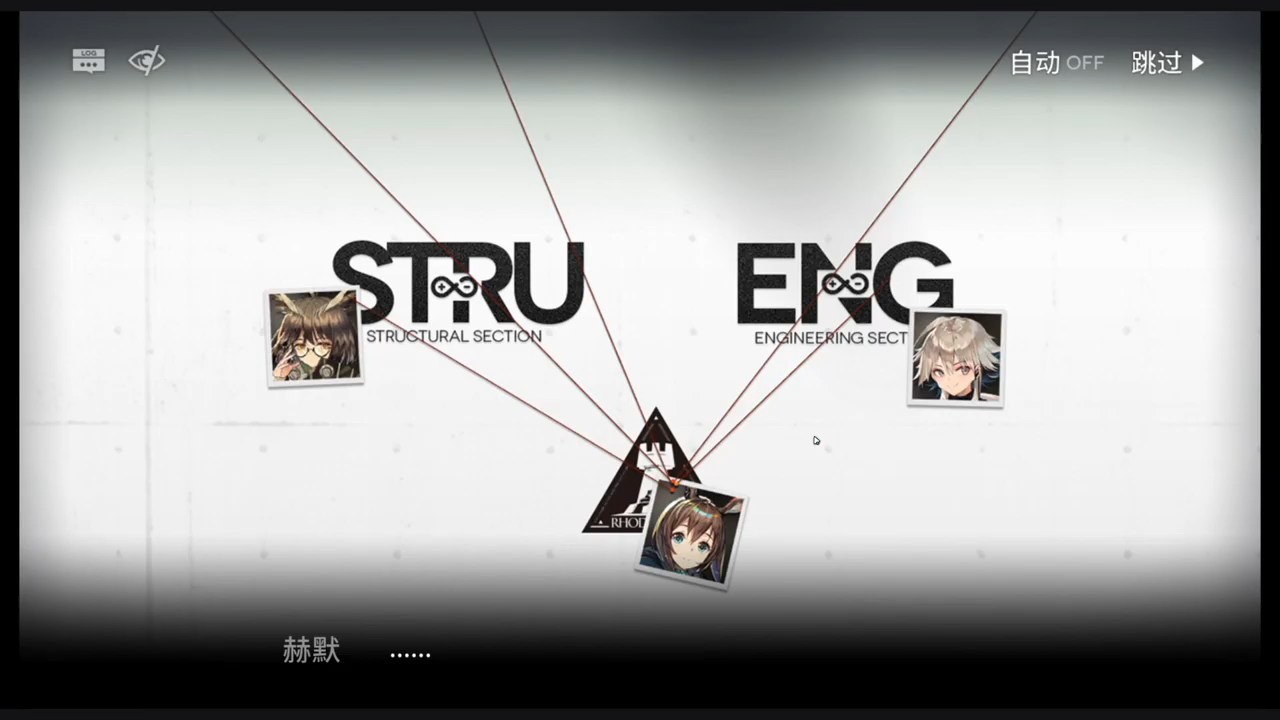 LOG
自动 OFF 跳过
STRU
STRUCTURAL SECTION
ENG
ENGINEERING SECT
RHOD
赫默 ......